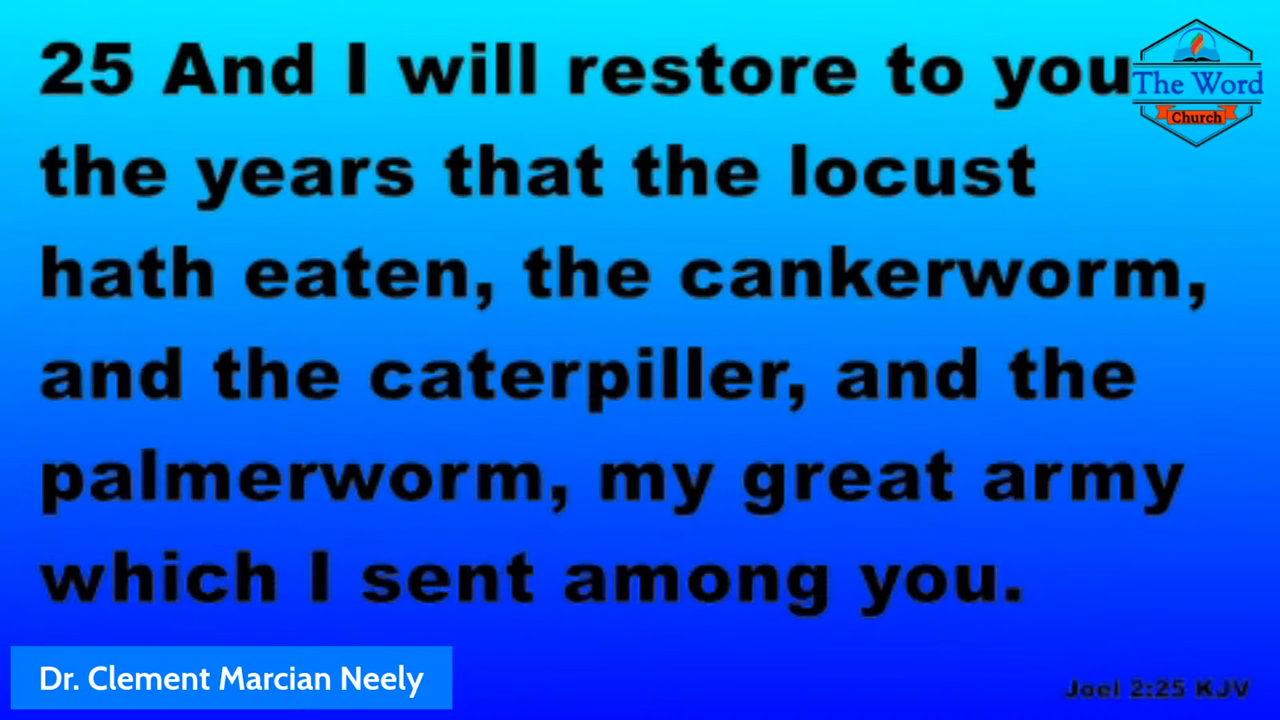 25 And I will restore to you
the years that the locust
hath eaten, the cankerworm,
and the caterpiller, and the
palmerworm, my great army
which I sent among you.
The Word
Church
Dr. Clement Marcian Neely
Joel 2:25 KJV